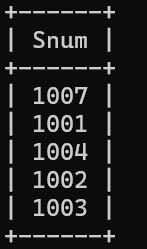 +------+
| Snum |
+------+
| 1007 |
| 1001 |
| 1004 |
| 1002 |
| 1003 |
+------+